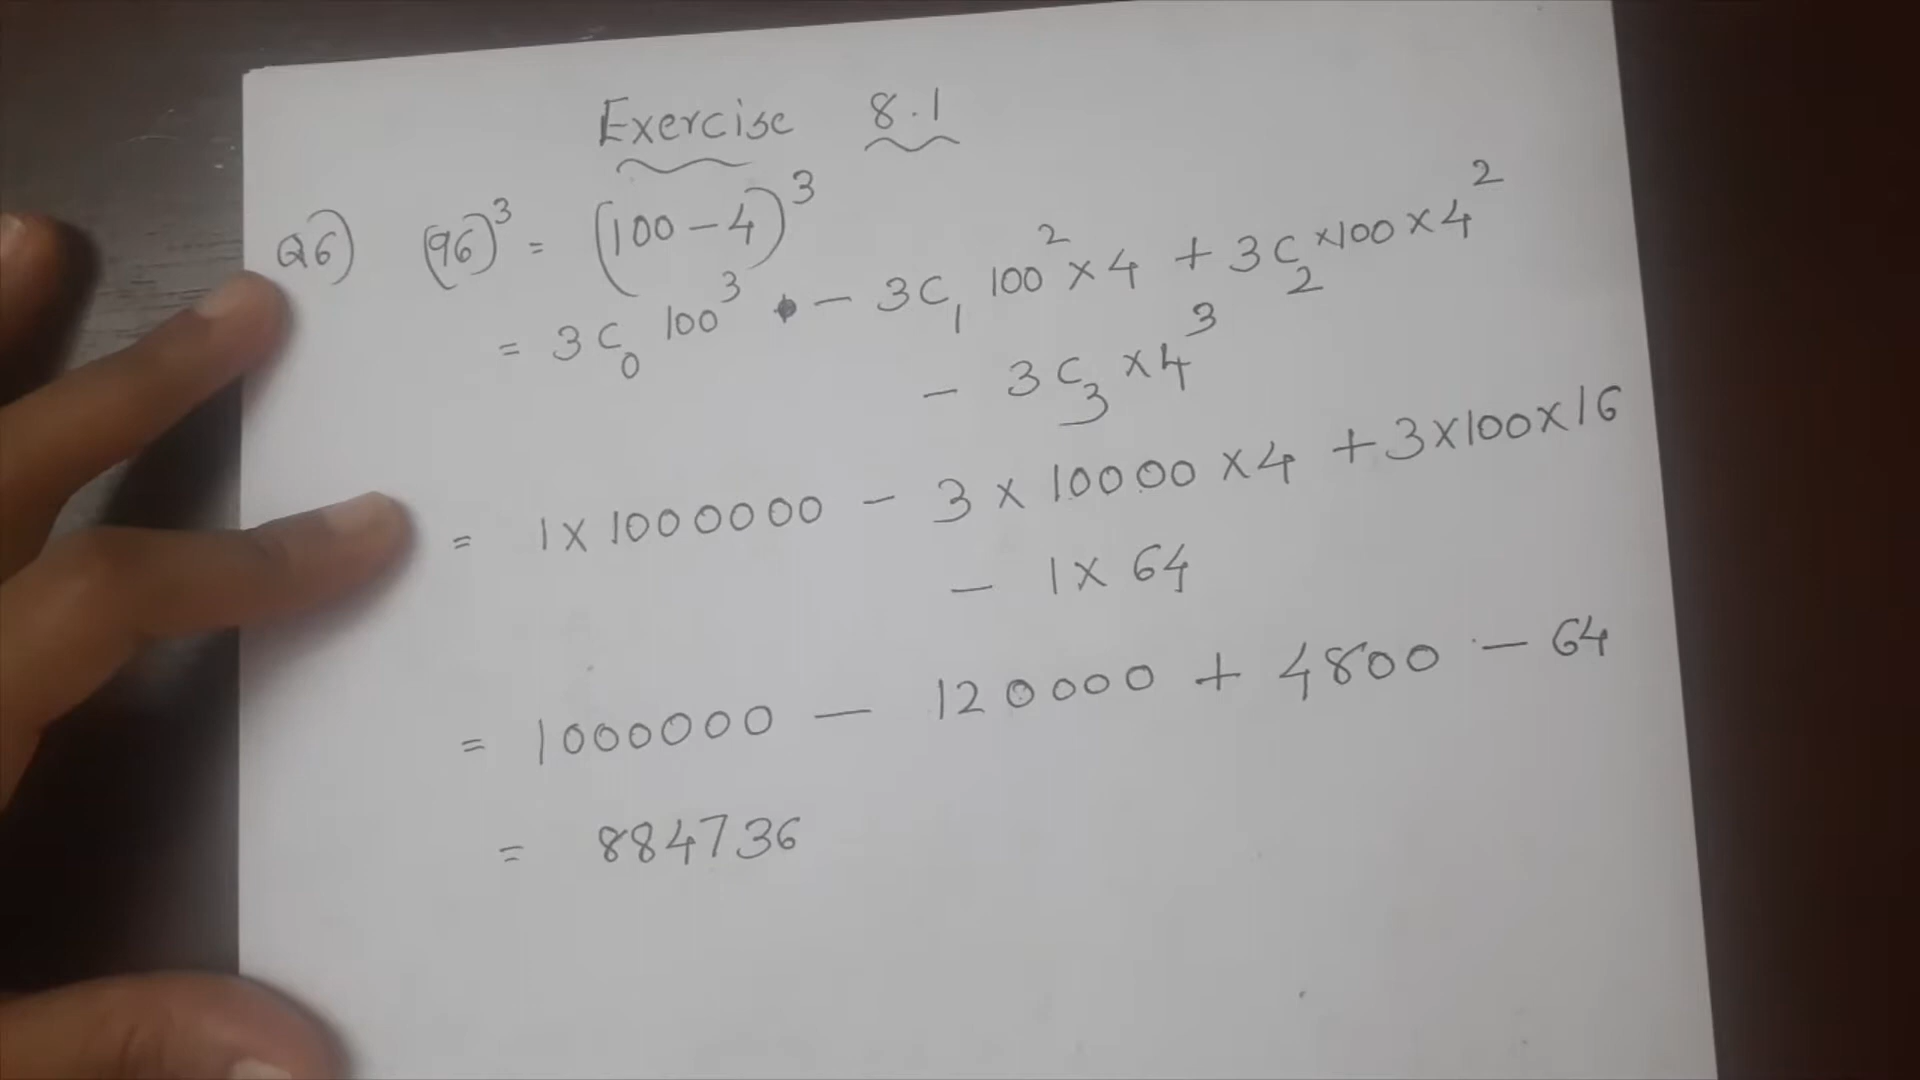 Exercise 8.1
Q6) (96)³ = (100-4)³
= 3C₀ 100³ - 3C₁ 100² × 4 + 3C₂ × 100 × 4²
- 3C₃ × 4³
= 1 × 1000000 - 3 × 10000 × 4 + 3 × 100 × 16
- 1 × 64
= 1000000 - 120000 + 4800 - 64
= 884736